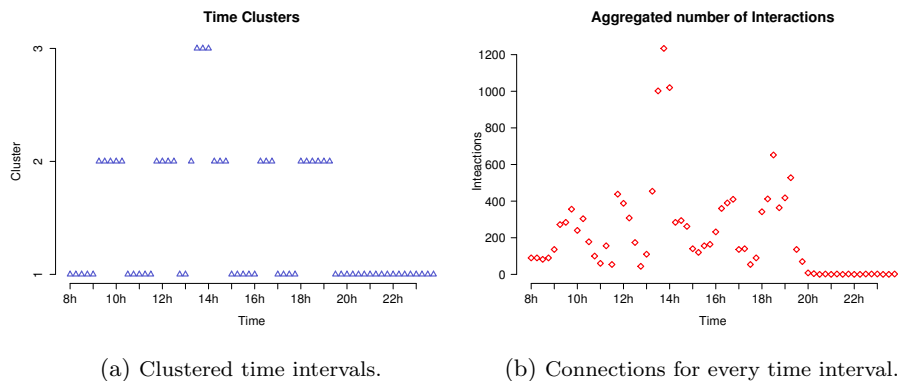 Time Clusters
Cluster
3
2
1
8h 10h 12h 14h 16h 18h 20h 22h
Time
(a) Clustered time intervals.
Aggregated number of Interactions
Inteactions
1200
1000
800
600
400
200
0
8h 10h 12h 14h 16h 18h 20h 22h
Time
(b) Connections for every time interval.